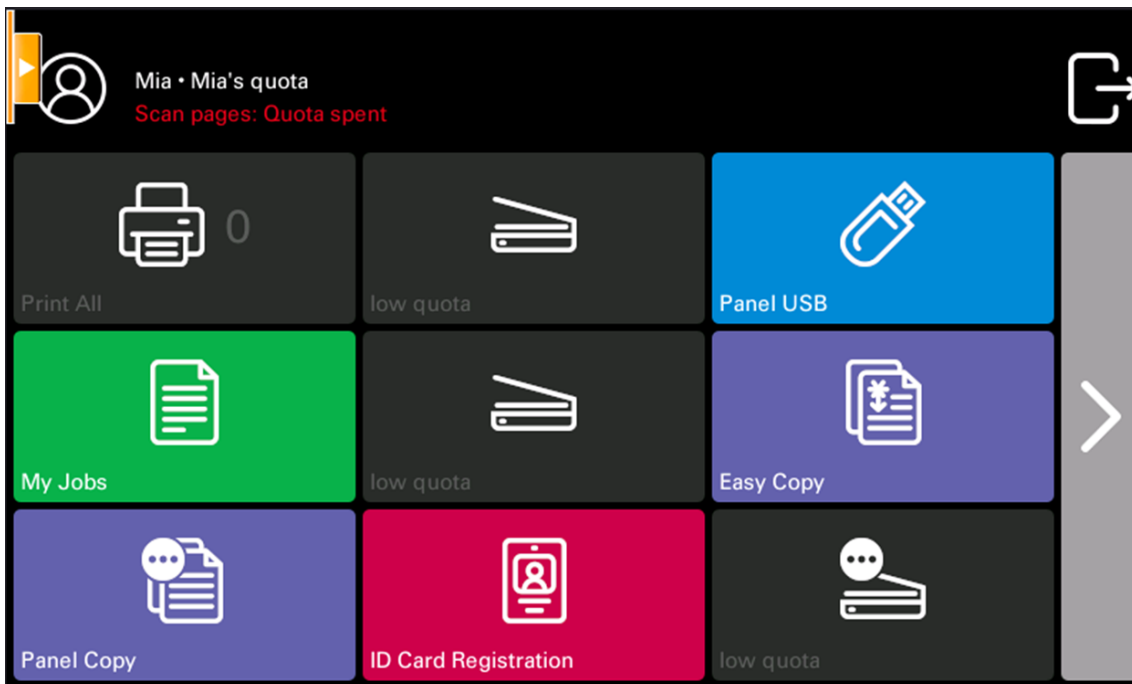 Mia • Mia's quota
Scan pages: Quota spent
0
Print All
low quota
Panel USB
My Jobs
low quota
Easy Copy
Panel Copy
ID Card Registration
low quota